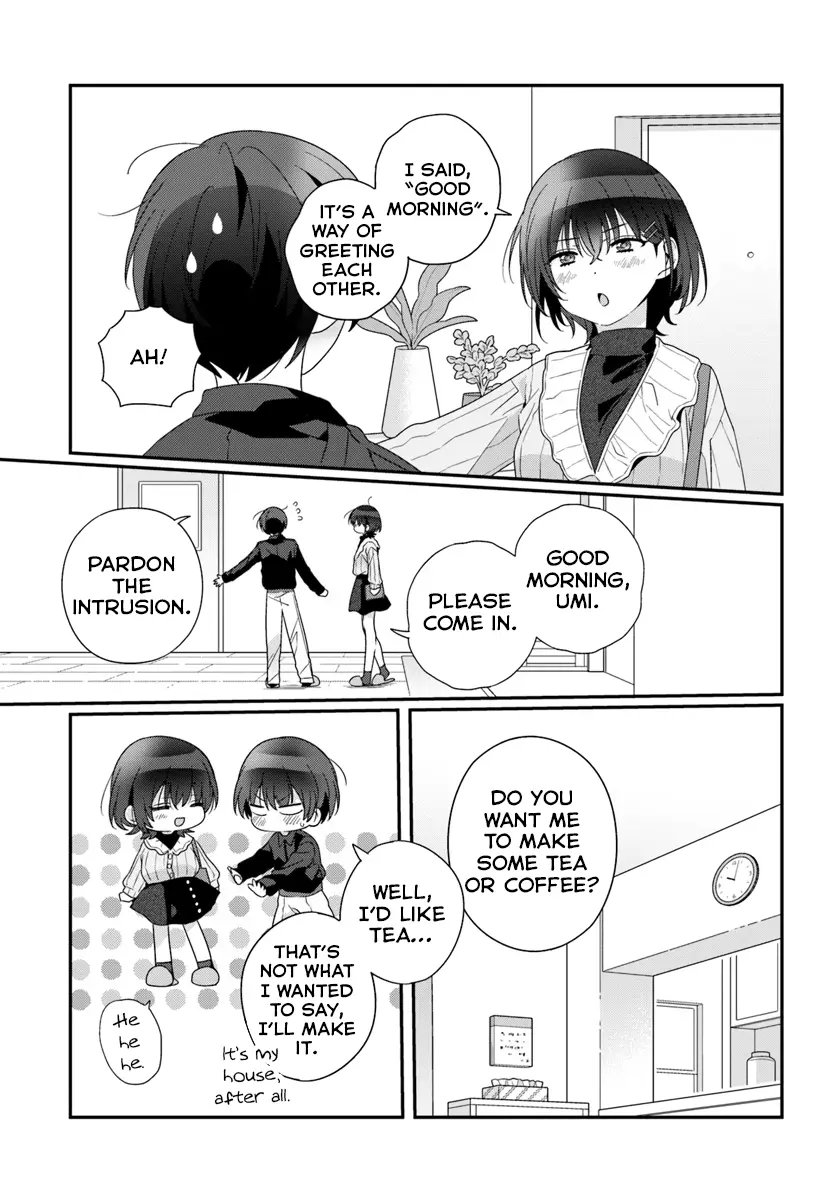 I SAID,
"GOOD
MORNING".
IT'S A
WAY OF
GREETING
EACH
OTHER.
AH!
GOOD
MORNING,
UMI.
PLEASE
COME IN.
PARDON
THE
INTRUSION.
DO YOU
WANT ME
TO MAKE
SOME TEA
OR COFFEE?
WELL,
I'D LIKE
TEA...
THAT'S
NOT WHAT
I WANTED
TO SAY,
I'LL MAKE
IT.
It's my
house,
after all.
He
he
he.